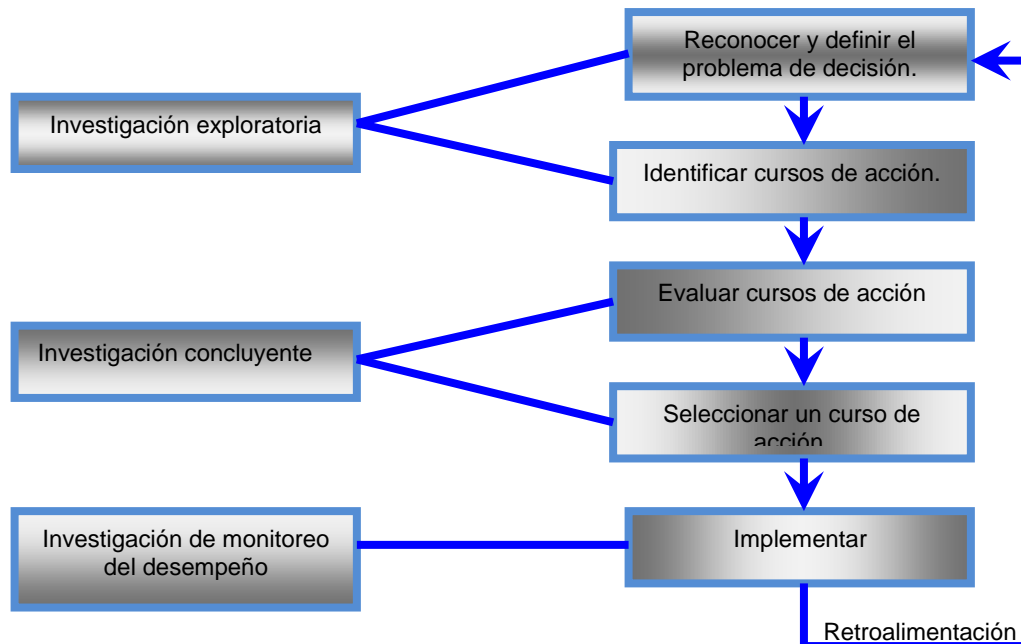 Reconocer y definir el
problema de decisión.
Investigación exploratoria
Identificar cursos de acción.
Evaluar cursos de acción
Investigación concluyente
Seleccionar un curso de
acción
Investigación de monitoreo
del desempeño
Implementar
Retroalimentación